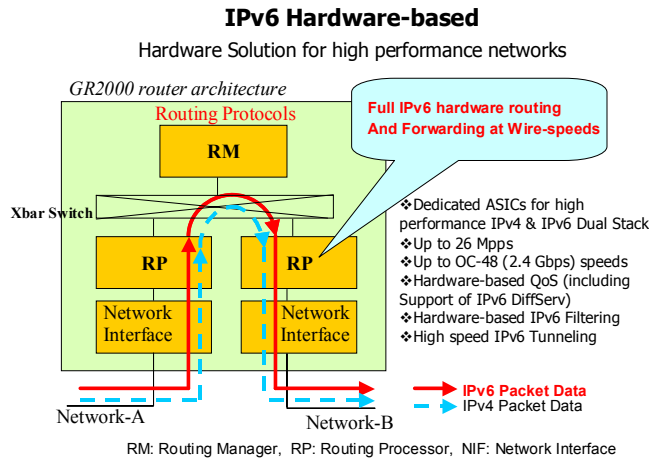 IPv6 Hardware-based
Hardware Solution for high performance networks
GR2000 router architecture
Routing Protocols
RM
Full IPv6 hardware routing
And Forwarding at Wire-speeds
Xbar Switch
RP
RP
Network
Interface
Network
Interface
❖Dedicated ASICs for high
performance IPv4 & IPv6 Dual Stack
❖Up to 26 Mpps
❖Up to OC-48 (2.4 Gbps) speeds
❖Hardware-based QoS (including
Support of IPv6 DiffServ)
❖Hardware-based IPv6 Filtering
❖High speed IPv6 Tunneling
Network-A
Network-B
IPv6 Packet Data
IPv4 Packet Data
RM: Routing Manager, RP: Routing Processor, NIF: Network Interface